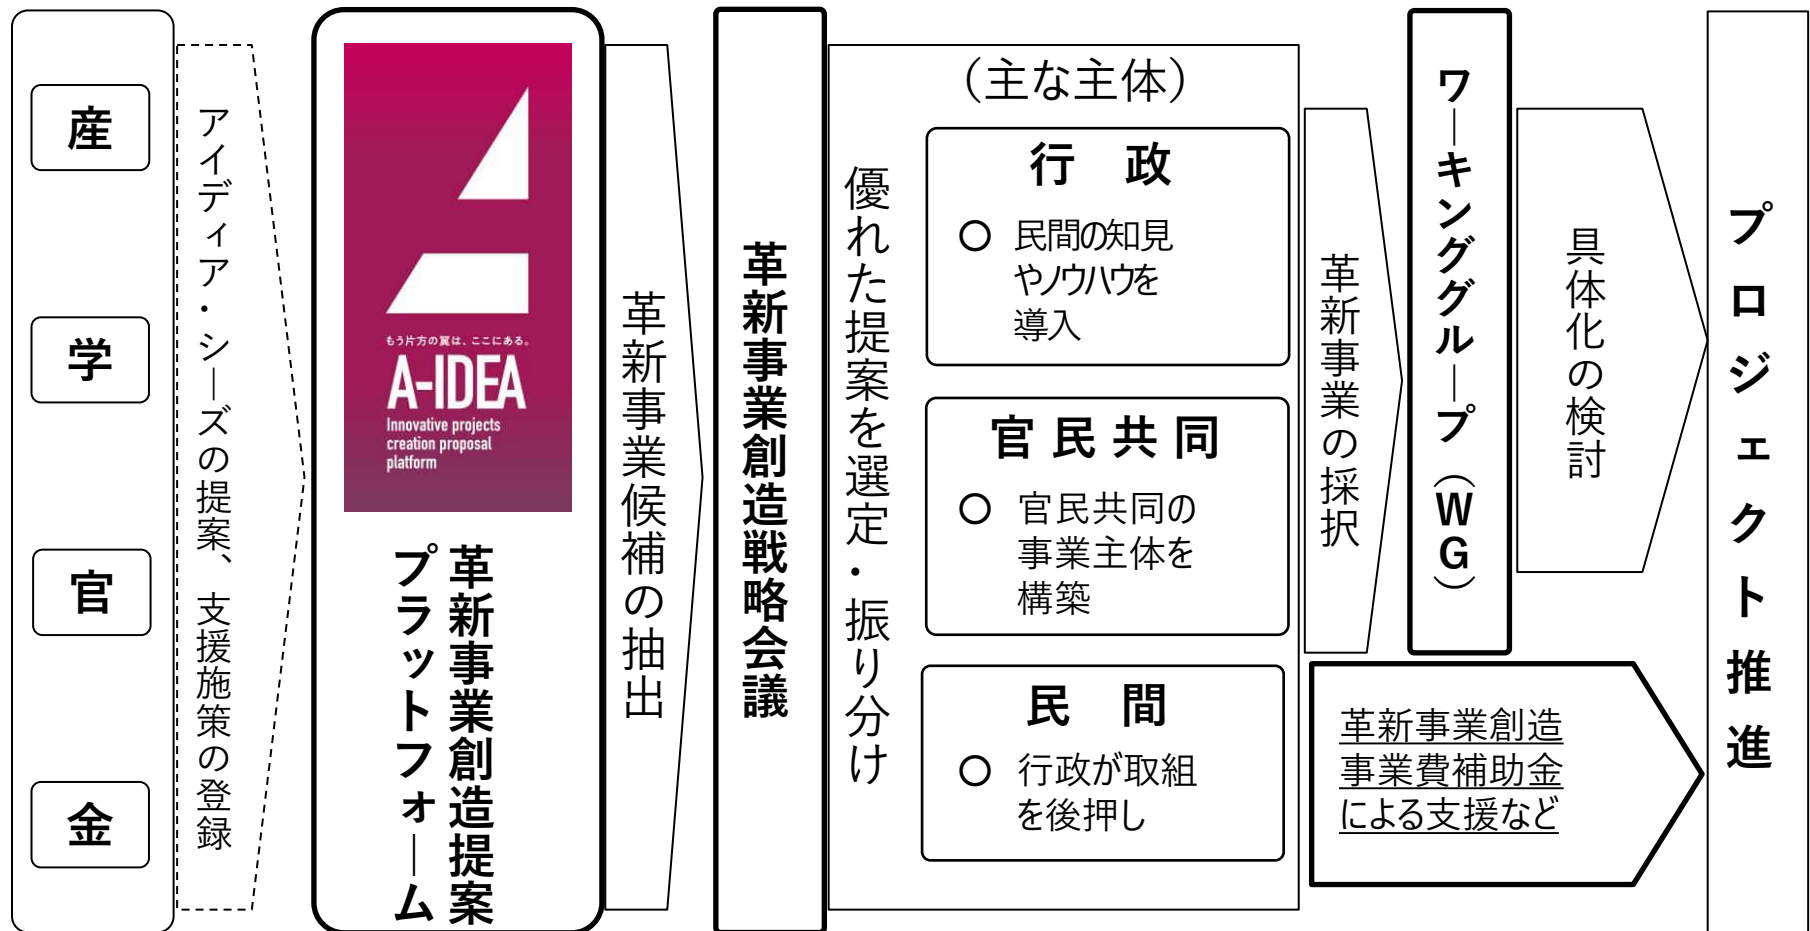 産
学
官
金
アイディア・シーズの提案、支援施策の登録
もう片方の翼は、ここにある。
A-IDEA
Innovative projects
creation proposal
platform
革新事業創造提案
プラットフォーム
革新事業候補の抽出
革新事業創造戦略会議
優れた提案を選定・振り分け
（主な主体）
行　政
○ 民間の知見
やノウハウを
導入
官民共同
○ 官民共同の
事業主体を
構築
民　間
○ 行政が取組
を後押し
革新事業の採択
ワーキンググループ（WG）
具体化の検討
革新事業創造
事業費補助金
による支援など
プロジェクト推進